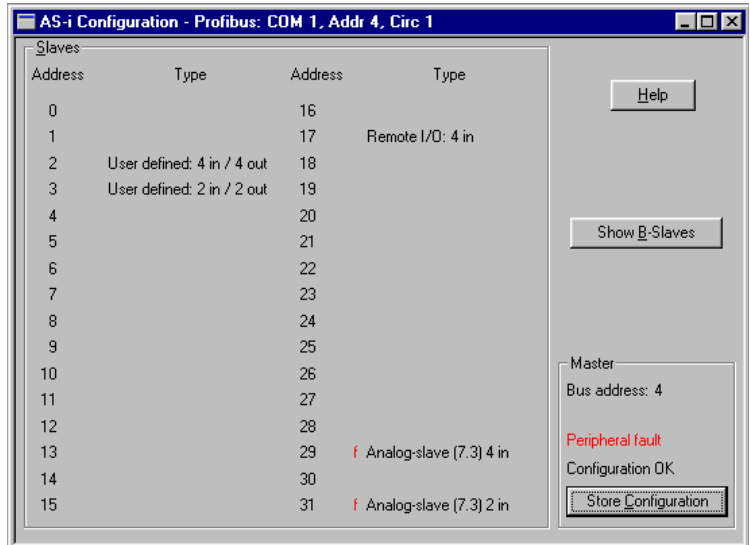 AS-i Configuration - Profibus: COM 1, Addr 4, Circ 1
Slaves
Address Type Address Type
0 16
1 17 Remote I/O: 4 in
2 User defined: 4 in / 4 out 18
3 User defined: 2 in / 2 out 19
4 20
5 21
6 22
7 23
8 24
9 25
10 26
11 27
12 28
13 29 f Analog-slave (7.3) 4 in
14 30
15 31 f Analog-slave (7.3) 2 in
Help
Show B-Slaves
Master
Bus address: 4
Peripheral fault
Configuration OK
Store Configuration